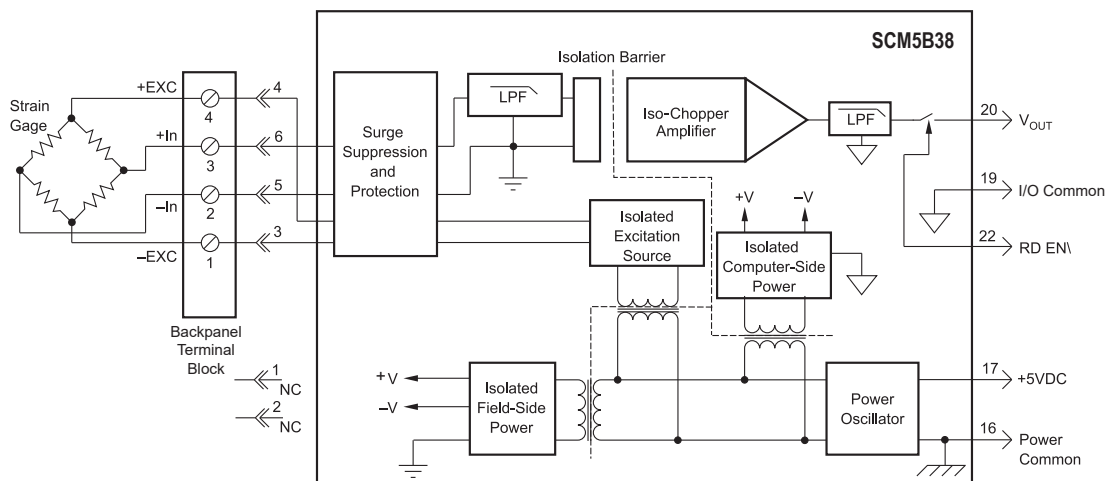 SCM5B38
Isolation Barrier
Strain
Gage
+EXC
4
4
+In
3
6
–In
2
5
–EXC
1
3
Backpanel
Terminal
Block
1
NC
2
NC
Surge
Suppression
and
Protection
LPF
Iso-Chopper
Amplifier
LPF
20
VOUT
19
I/O Common
22
RD EN\
Isolated
Excitation
Source
+V
–V
Isolated
Computer-Side
Power
+V
–V
Isolated
Field-Side
Power
Power
Oscillator
17
+5VDC
16
Power
Common